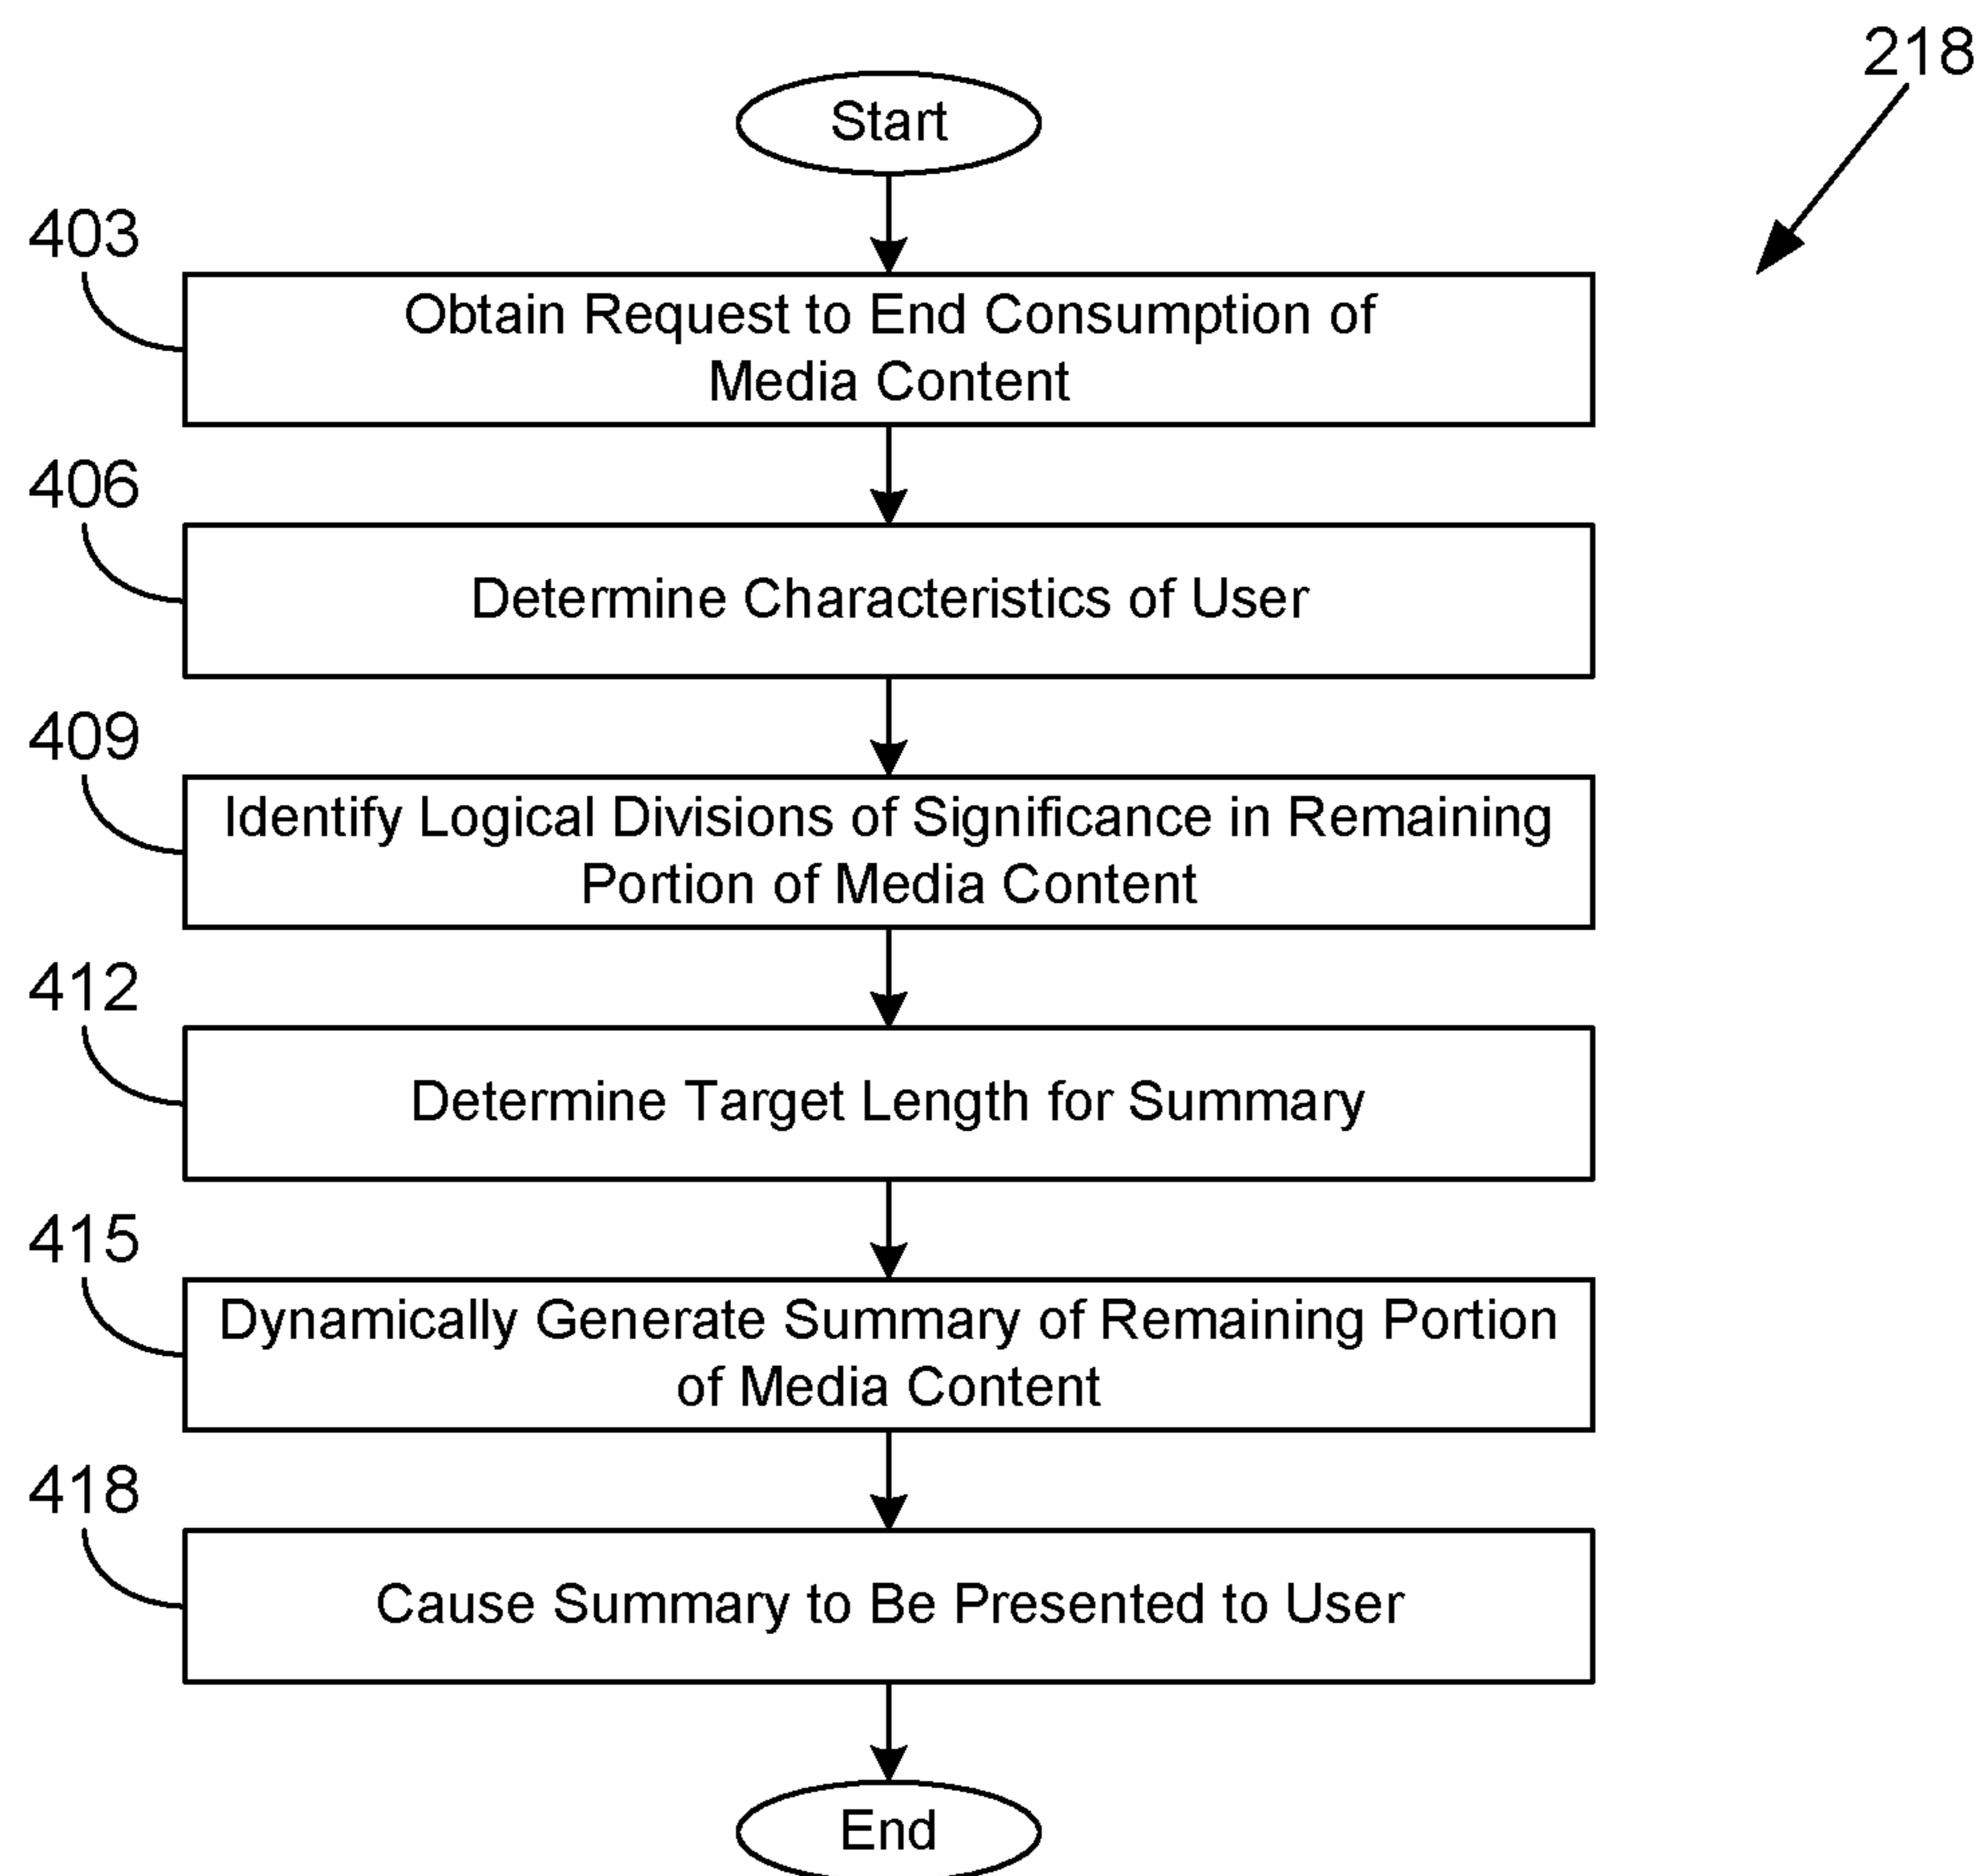 218
Start
403
Obtain Request to End Consumption of
Media Content
406
Determine Characteristics of User
409
Identify Logical Divisions of Significance in Remaining
Portion of Media Content
412
Determine Target Length for Summary
415
Dynamically Generate Summary of Remaining Portion
of Media Content
418
Cause Summary to Be Presented to User
End